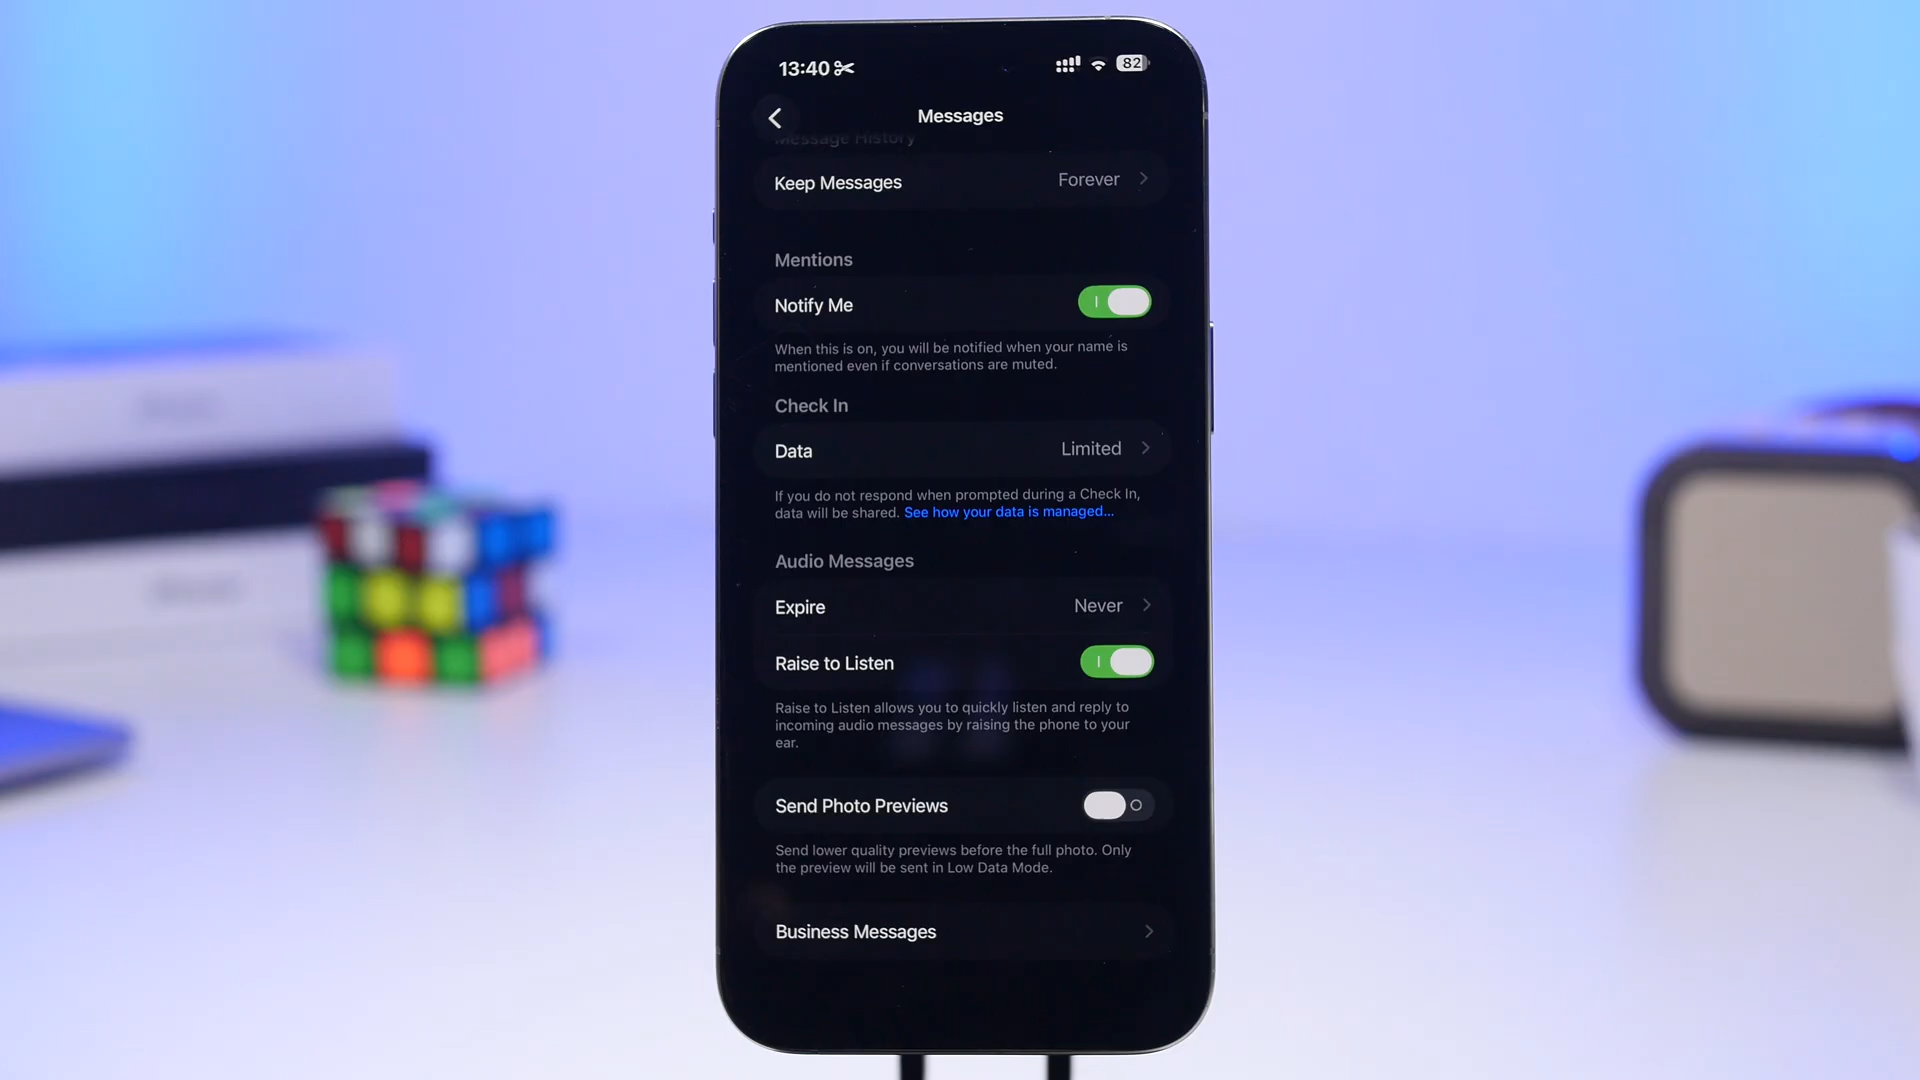 13:40
82
Messages
Message History
Keep Messages Forever
Mentions
Notify Me
When this is on, you will be notified when your name is
mentioned even if conversations are muted.
Check In
Data Limited
If you do not respond when prompted during a Check In,
data will be shared. See how your data is managed...
Audio Messages
Expire Never
Raise to Listen
Raise to Listen allows you to quickly listen and reply to
incoming audio messages by raising the phone to your
ear.
Send Photo Previews
Send lower quality previews before the full photo. Only
the preview will be sent in Low Data Mode.
Business Messages